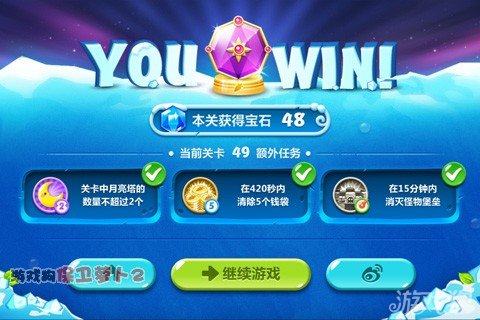 YOU WIN!
本关获得宝石 48
当前关卡 49 额外任务
关卡中月亮塔的
数量不超过2个
2
在420秒内
清除5个钱袋
5
在15分钟内
消灭怪物堡垒
游戏狗保卫萝卜2
继续游戏